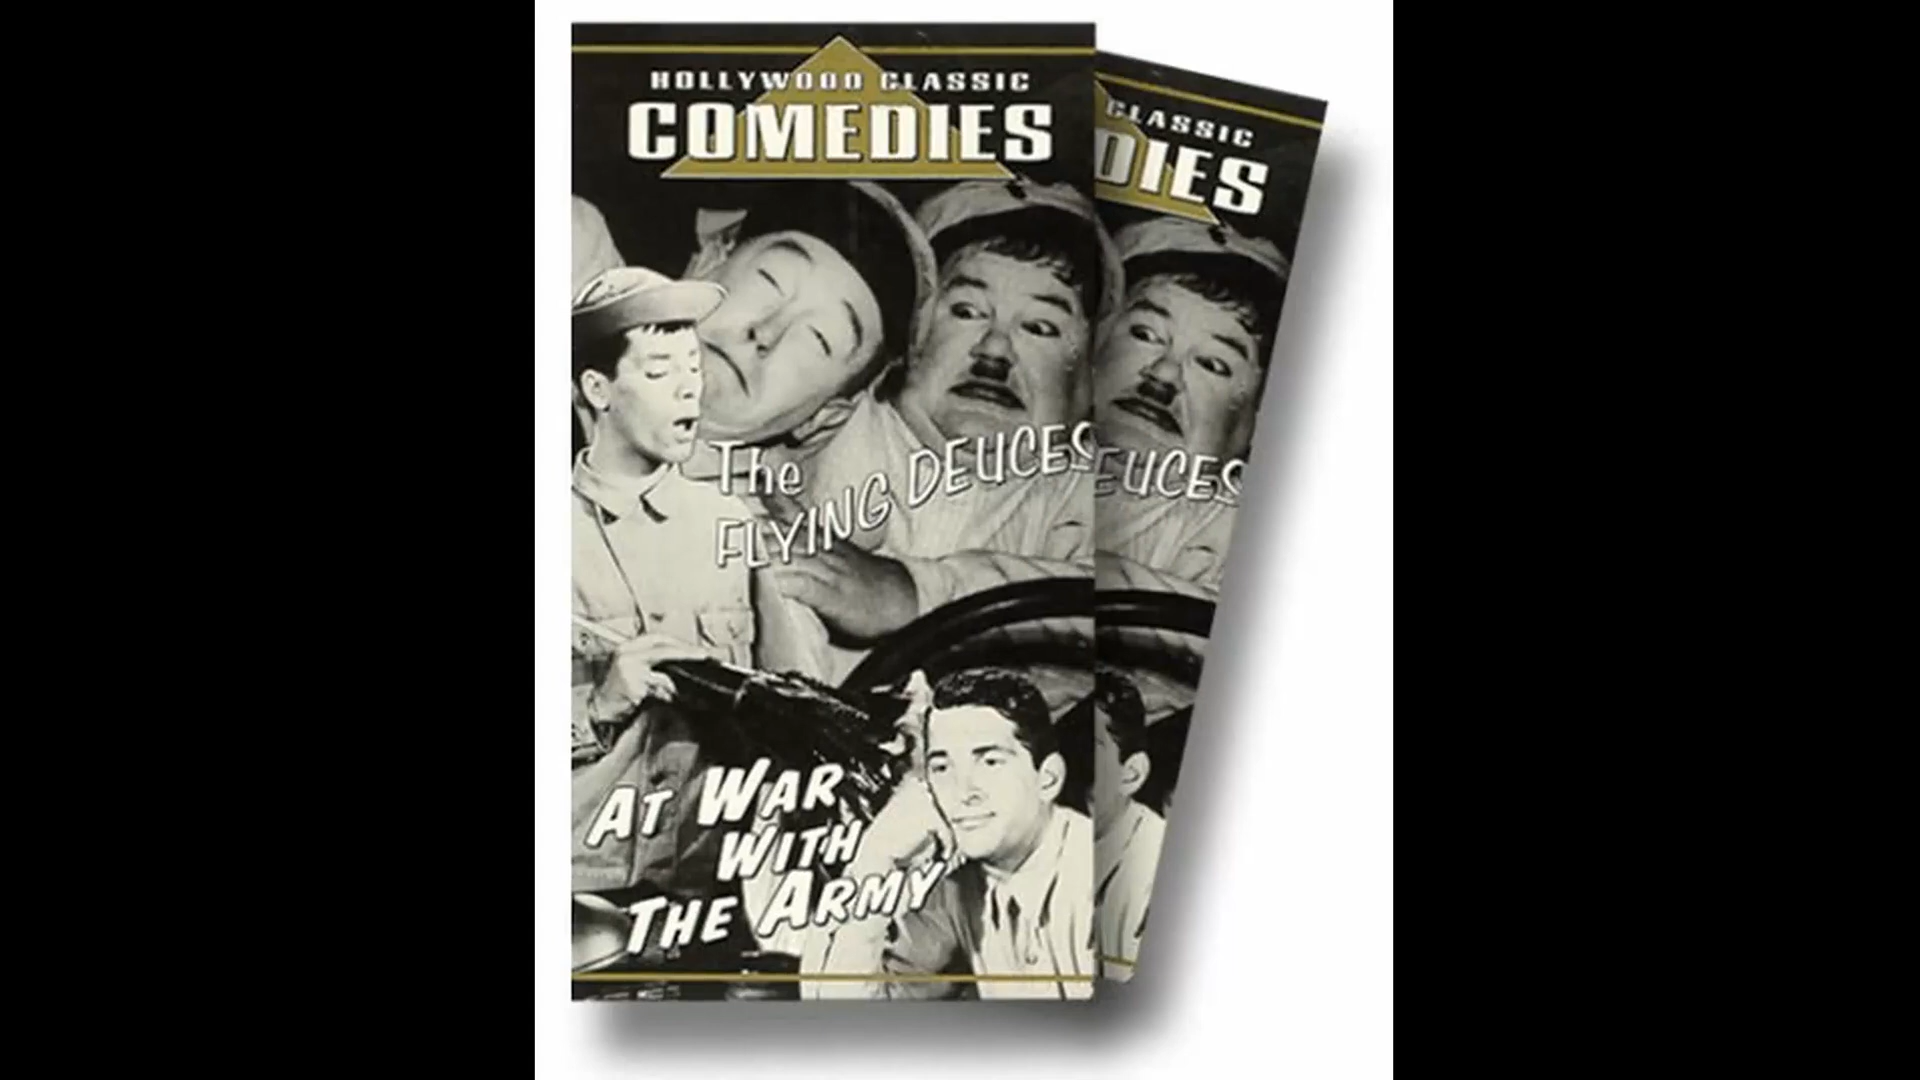 HOLLYWOOD CLASSIC
COMEDIES
The
FLYING DEUCES
AT WAR
WITH
THE ARMY
CLASSIC
DIES
EUCES